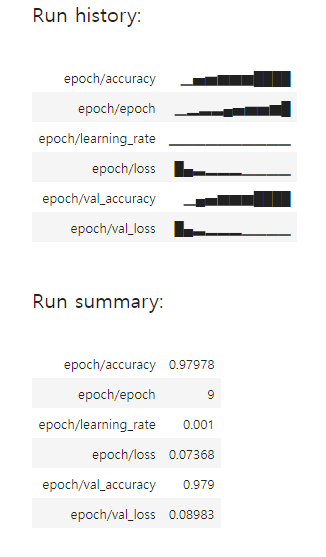 Run history:
epoch/accuracy
epoch/epoch
epoch/learning_rate
epoch/loss
epoch/val_accuracy
epoch/val_loss
Run summary:
epoch/accuracy 0.97978
epoch/epoch 9
epoch/learning_rate 0.001
epoch/loss 0.07368
epoch/val_accuracy 0.979
epoch/val_loss 0.08983